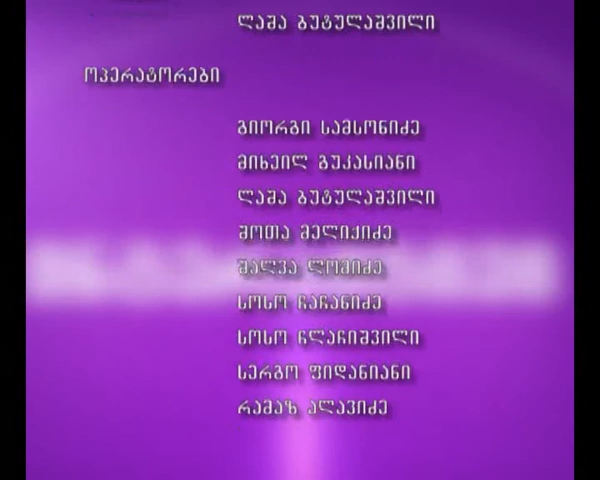 ლაშა ბუტულაშვილი
ოპერატორები
გიორგი სამსონიძე
მიხეილ გუკასიანი
ლაშა ბუტულაშვილი
შოთა მელიქიძე
შალვა ლომიძე
სოსო ჩაჩანიძე
სოსო ჩლაჩიშვილი
სერგო ფიდანიანი
რამაზ ალავიძე